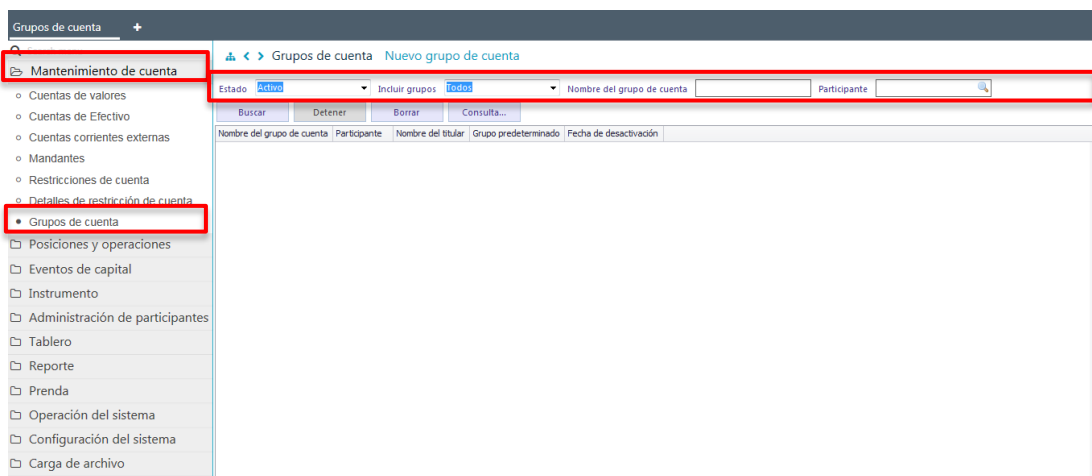 Grupos de cuenta +
Grupos de cuenta Nuevo grupo de cuenta
Mantenimiento de cuenta
Estado Activo Incluir grupos Todos Nombre del grupo de cuenta Participante
Buscar Detener Borrar Consulta...
Nombre del grupo de cuenta Participante Nombre del titular Grupo predeterminado Fecha de desactivación
Cuentas de valores
Cuentas de Efectivo
Cuentas corrientes externas
Mandantes
Restricciones de cuenta
Detalles de restricción de cuenta
Grupos de cuenta
Posiciones y operaciones
Eventos de capital
Instrumento
Administración de participantes
Tablero
Reporte
Prenda
Operación del sistema
Configuración del sistema
Carga de archivo